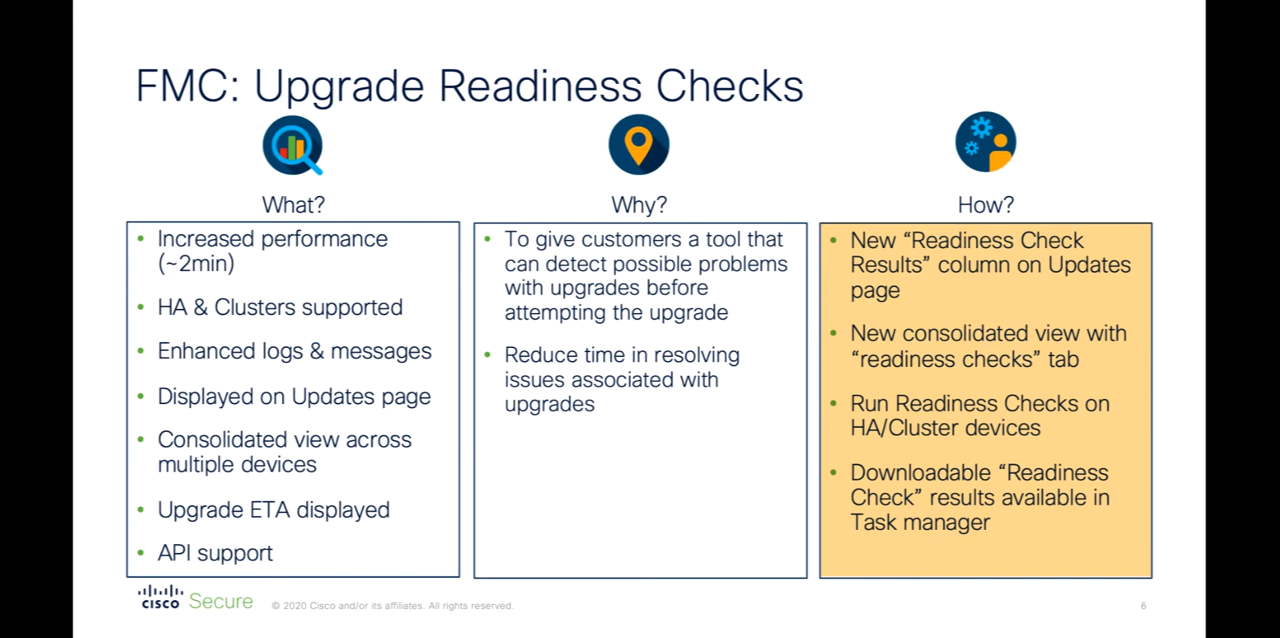 FMC: Upgrade Readiness Checks
What?
• Increased performance
(~2min)
• HA & Clusters supported
• Enhanced logs & messages
• Displayed on Updates page
• Consolidated view across
multiple devices
• Upgrade ETA displayed
• API support
Why?
• To give customers a tool that
can detect possible problems
with upgrades before
attempting the upgrade
• Reduce time in resolving
issues associated with
upgrades
How?
• New “Readiness Check
Results” column on Updates
page
• New consolidated view with
“readiness checks” tab
• Run Readiness Checks on
HA/Cluster devices
• Downloadable “Readiness
Check” results available in
Task manager
CISCO Secure
© 2020 Cisco and/or its affiliates. All rights reserved.
6